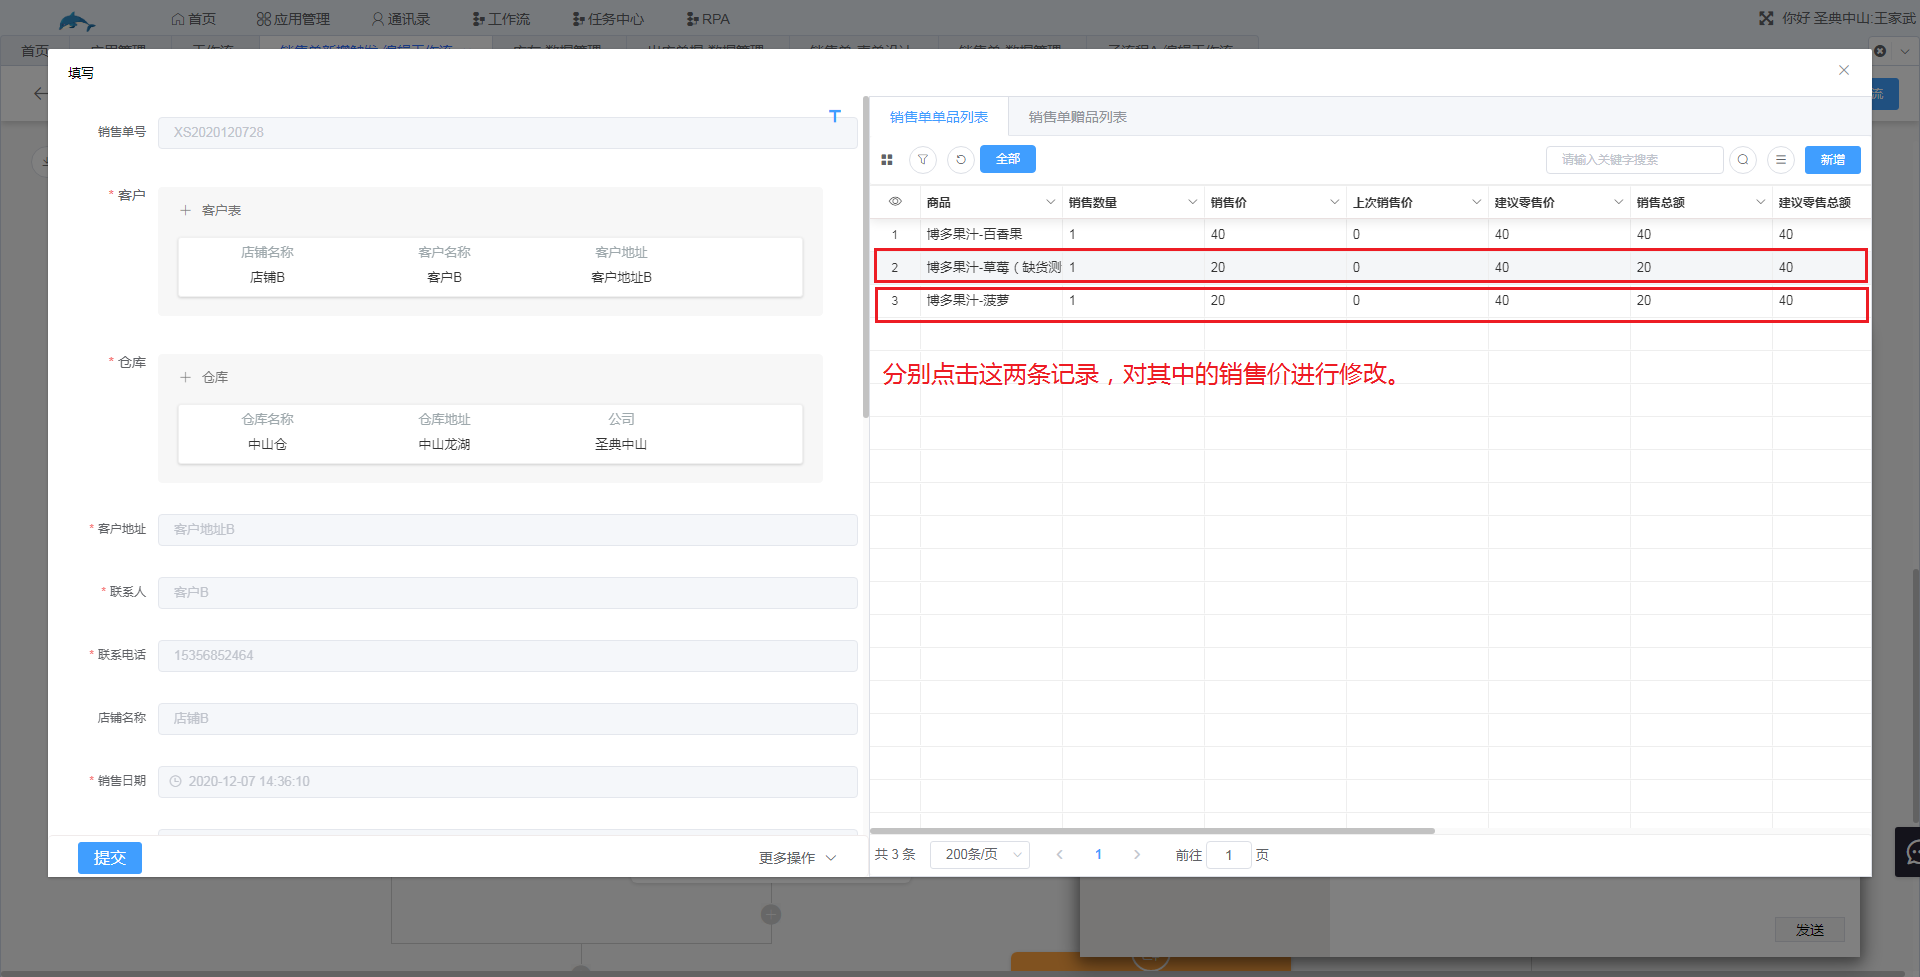 首页 应用管理 通讯录 工作流 任务中心 RPA 你好 圣典中山:王家武
首页
填写
流
销售单号 XS2020120728
* 客户
客户表
店铺名称 客户名称 客户地址
店铺B 客户B 客户地址B
* 仓库
仓库
仓库名称 仓库地址 公司
中山仓 中山龙湖 圣典中山
* 客户地址 客户地址B
* 联系人 客户B
* 联系电话 15356852464
店铺名称 店铺B
* 销售日期 2020-12-07 14:36:10
提交 更多操作
销售单单品列表 销售单赠品列表
全部 请输入关键字搜索 新增
商品 销售数量 销售价 上次销售价 建议零售价 销售总额 建议零售总额
1 博多果汁-百香果 1 40 0 40 40 40
2 博多果汁-草莓（缺货测 1 20 0 40 20 40
3 博多果汁-菠萝 1 20 0 40 20 40
分别点击这两条记录，对其中的销售价进行修改。
共 3 条 200条/页 1 前往 1 页
发送